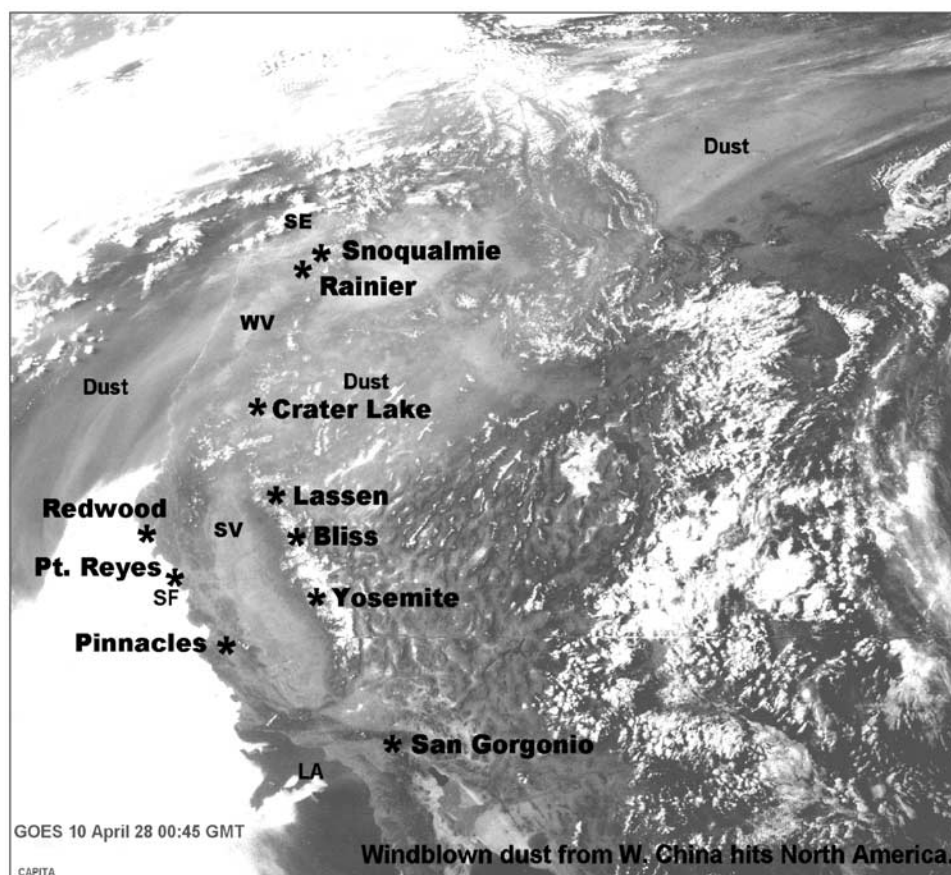 Dust
SE
* Snoqualmie
* Rainier
WV
Dust
Dust
* Crater Lake
* Lassen
Redwood
*
SV
* Bliss
Pt. Reyes *
SF
* Yosemite
Pinnacles *
* San Gorgonio
LA
GOES 10 April 28 00:45 GMT
Windblown dust from W. China hits North America.
CAPITA